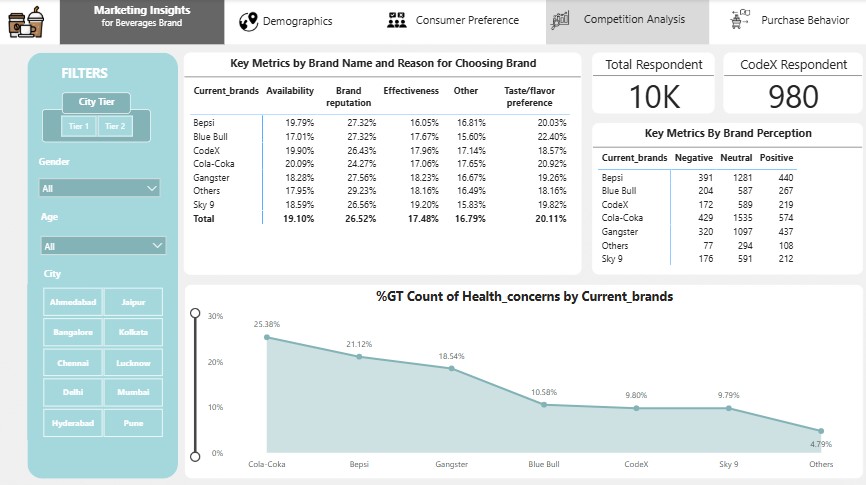 Marketing Insights
for Beverages Brand
Demographics
Consumer Preference
Competition Analysis
Purchase Behavior
FILTERS
City Tier
Tier 1 Tier 2
Gender
All
Age
All
City
Ahmedabad Jaipur
Bangalore Kolkata
Chennai Lucknow
Delhi Mumbai
Hyderabad Pune
Key Metrics by Brand Name and Reason for Choosing Brand
Current_brands Availability Brand reputation Effectiveness Other Taste/flavor preference
Bepsi 19.79% 27.32% 16.05% 16.81% 20.03%
Blue Bull 17.01% 27.32% 17.67% 15.60% 22.40%
CodeX 19.90% 26.43% 17.96% 17.14% 18.57%
Cola-Coka 20.09% 24.27% 17.06% 17.65% 20.92%
Gangster 18.28% 27.56% 18.23% 16.67% 19.26%
Others 17.95% 29.23% 18.16% 16.49% 18.16%
Sky 9 18.59% 26.56% 19.20% 15.83% 19.82%
Total 19.10% 26.52% 17.48% 16.79% 20.11%
Total Respondent
10K
CodeX Respondent
980
Key Metrics By Brand Perception
Current_brands Negative Neutral Positive
Bepsi 391 1281 440
Blue Bull 204 587 267
CodeX 172 589 219
Cola-Coka 429 1535 574
Gangster 320 1097 437
Others 77 294 108
Sky 9 176 591 212
%GT Count of Health_concerns by Current_brands
30%
20%
10%
0%
25.38%
21.12%
18.54%
10.58%
9.80%
9.79%
4.79%
Cola-Coka Bepsi Gangster Blue Bull CodeX Sky 9 Others